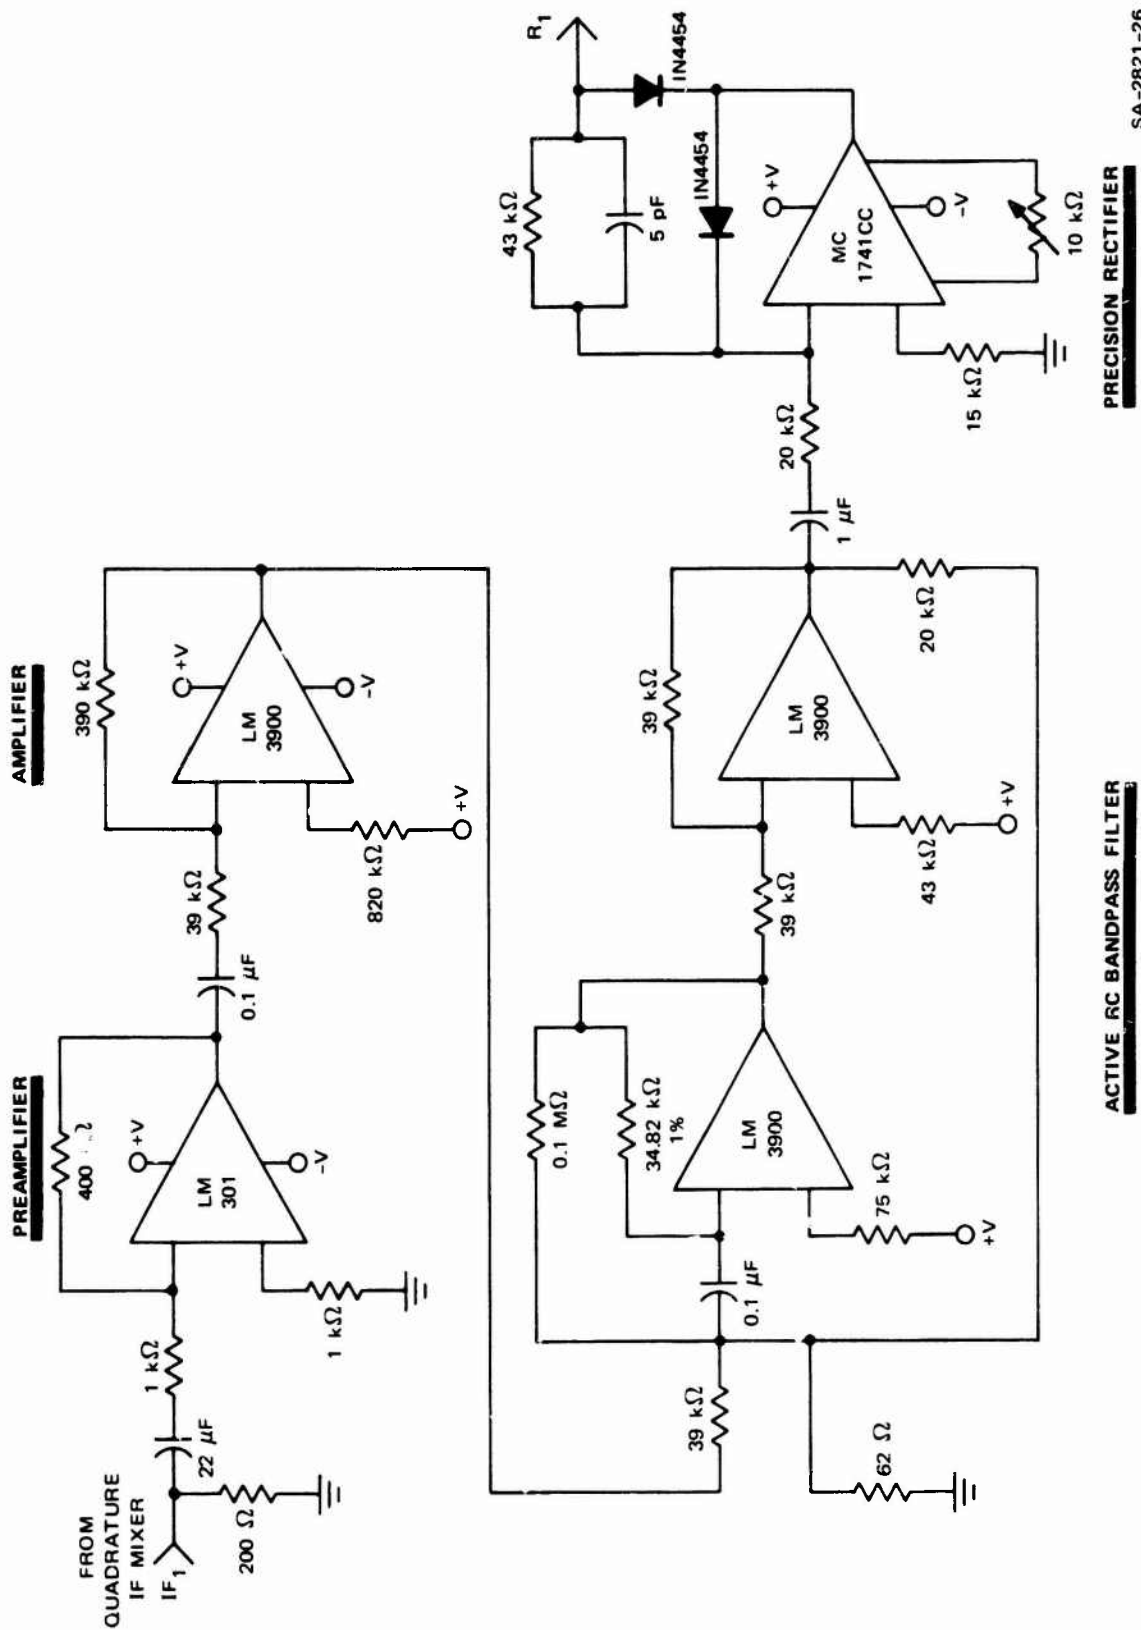 FROM
QUADRATURE
IF MIXER
IF1
200 Ω
22 μF
1 kΩ
1 kΩ
PREAMPLIFIER
400
+V
LM
301
-V
0.1 μF
39 kΩ
AMPLIFIER
390 kΩ
+V
LM
3900
-V
820 kΩ
+V
39 kΩ
62 Ω
0.1 μF
0.1 MΩ
34.82 kΩ
1%
LM
3900
75 kΩ
+V
39 kΩ
39 kΩ
LM
3900
43 kΩ
+V
20 kΩ
ACTIVE RC BANDPASS FILTER
1 μF
20 kΩ
15 kΩ
43 kΩ
5 pF
IN4454
IN4454
R1
+V
MC
1741CC
-V
10 kΩ
PRECISION RECTIFIER
SA-2821-26